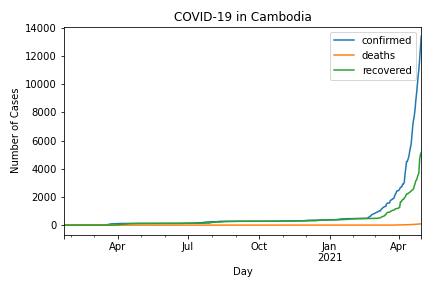 COVID-19 in Cambodia
confirmed
deaths
recovered
Number of Cases
14000
12000
10000
8000
6000
4000
2000
0
Apr
Jul
Oct
Jan
2021
Apr
Day